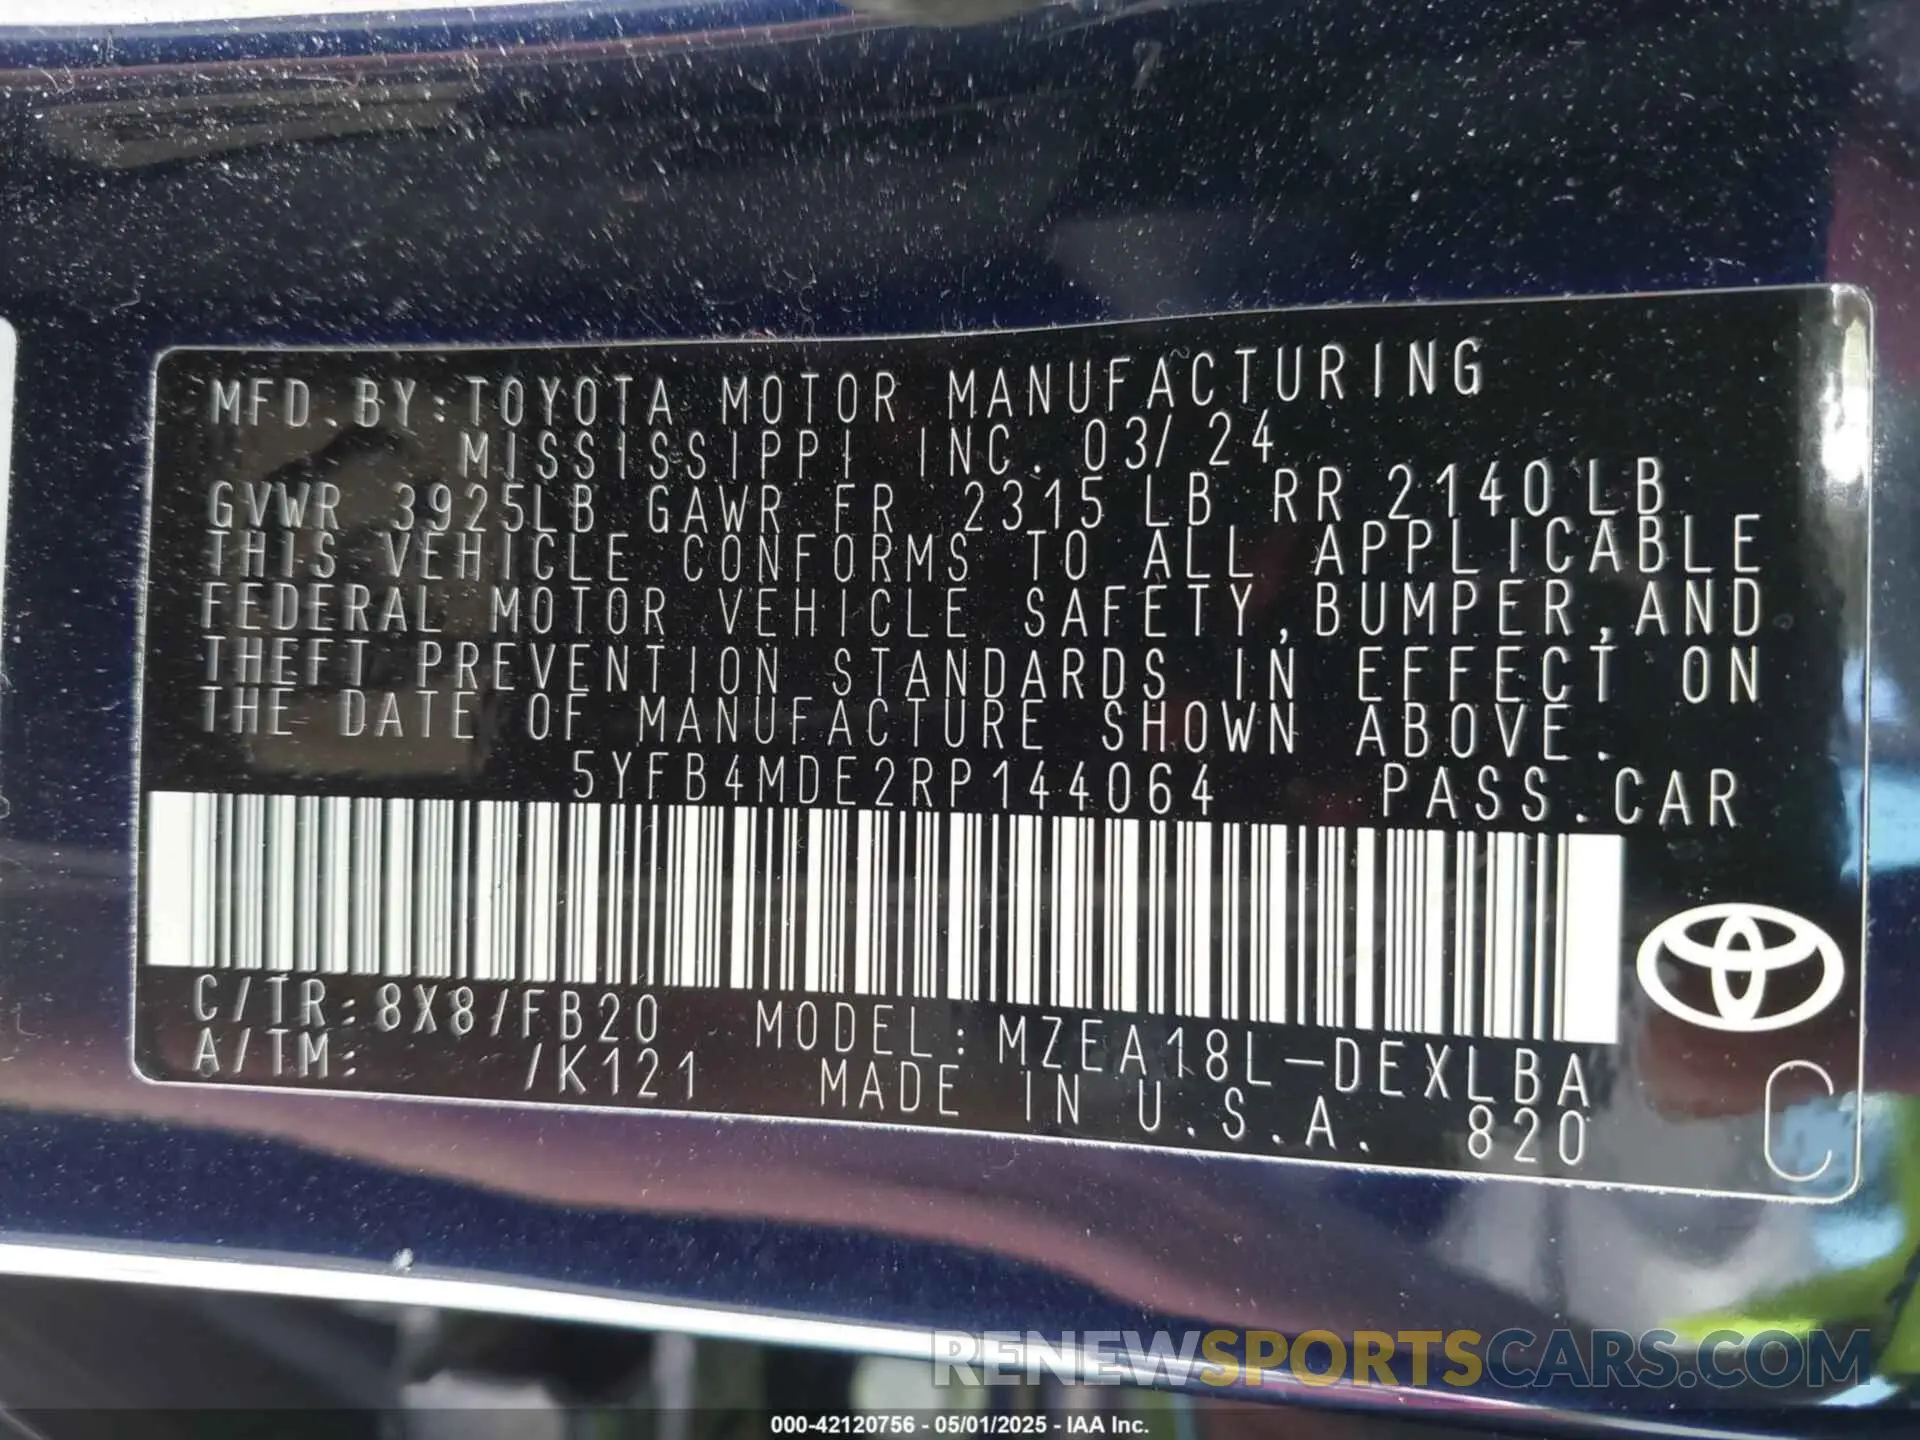 MFD.BY:TOYOTA MOTOR MANUFACTURING
MISSISSIPPI INC. 03/24
GVWR 3925LB GAWR FR 2315 LB RR 2140LB
THIS VEHICLE CONFORMS TO ALL APPLICABLE
FEDERAL MOTOR VEHICLE SAFETY,BUMPER,AND
THEFT PREVENTION STANDARDS IN EFFECT ON
THE DATE OF MANUFACTURE SHOWN ABOVE.
5YFB4MDE2RP144064 PASS.CAR
C/TR:8X8/FB20 MODEL:MZEA18L-DEXLBA
A/TM: /K121 MADE IN U.S.A. 820
C
RENEWSPORTSCARS.COM
000-42120756 - 05/01/2025 - IAA Inc.